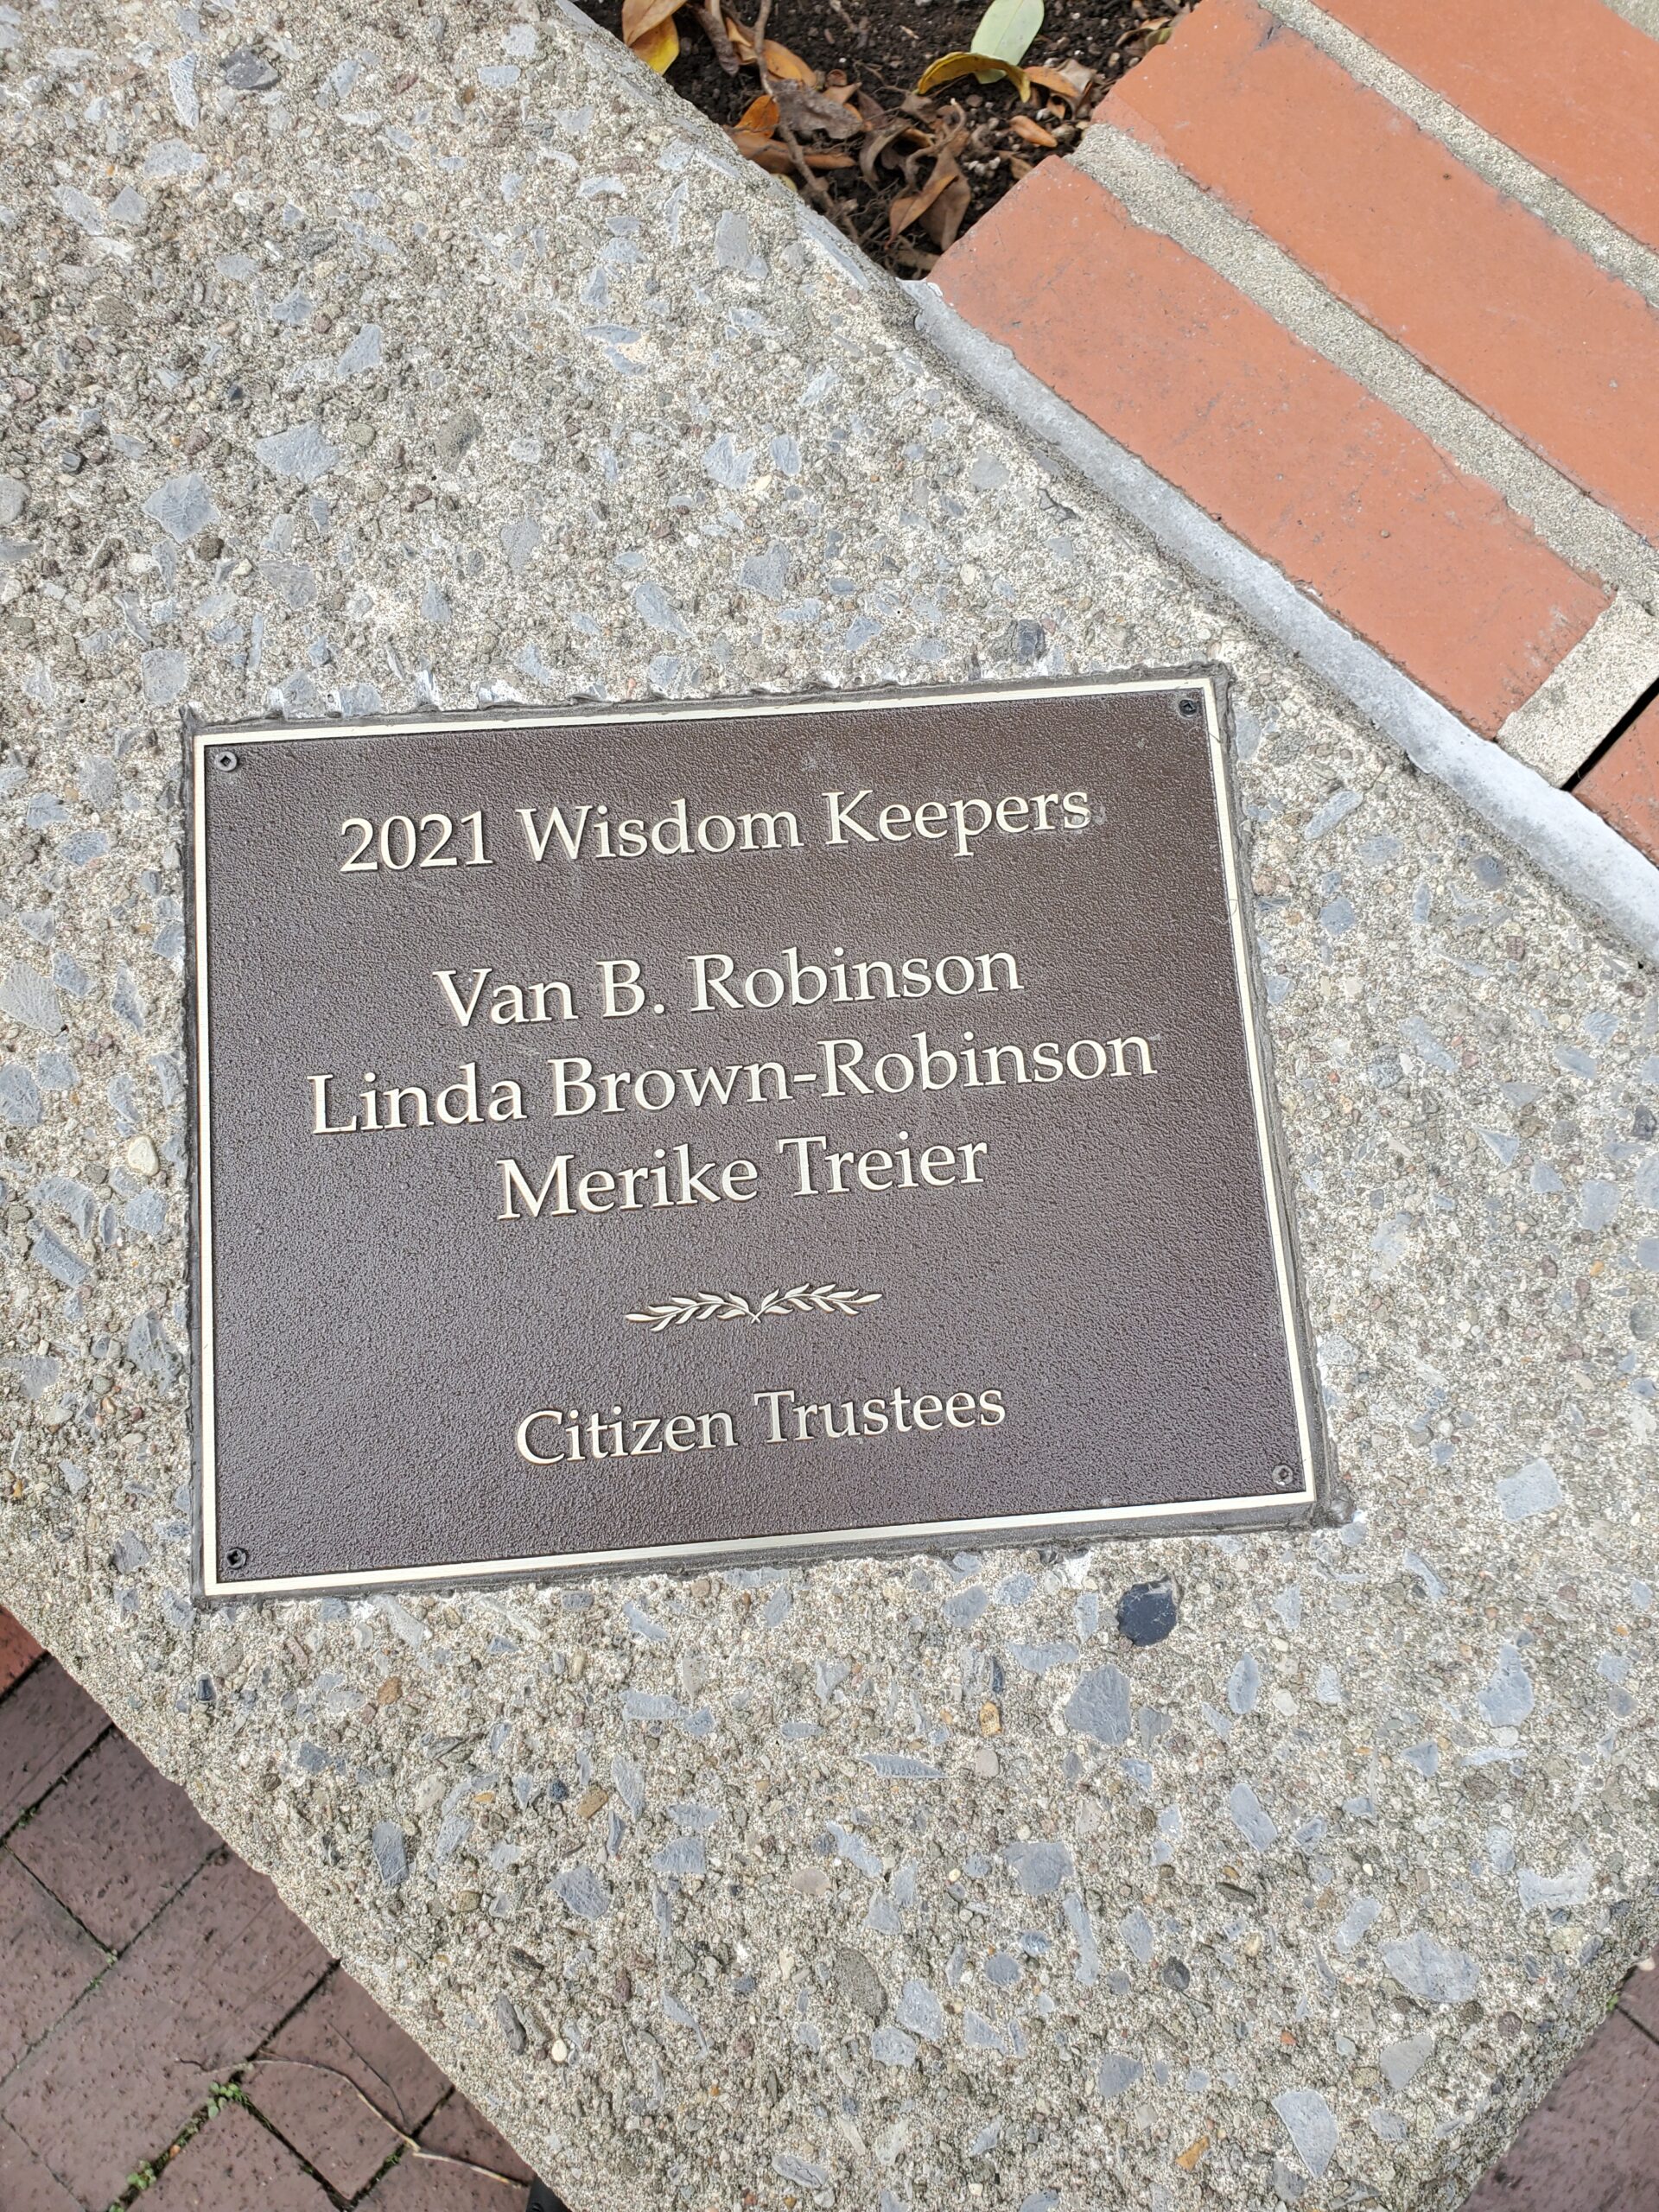 2021 Wisdom Keepers
Van B. Robinson
Linda Brown-Robinson
Merike Treier
Citizen Trustees